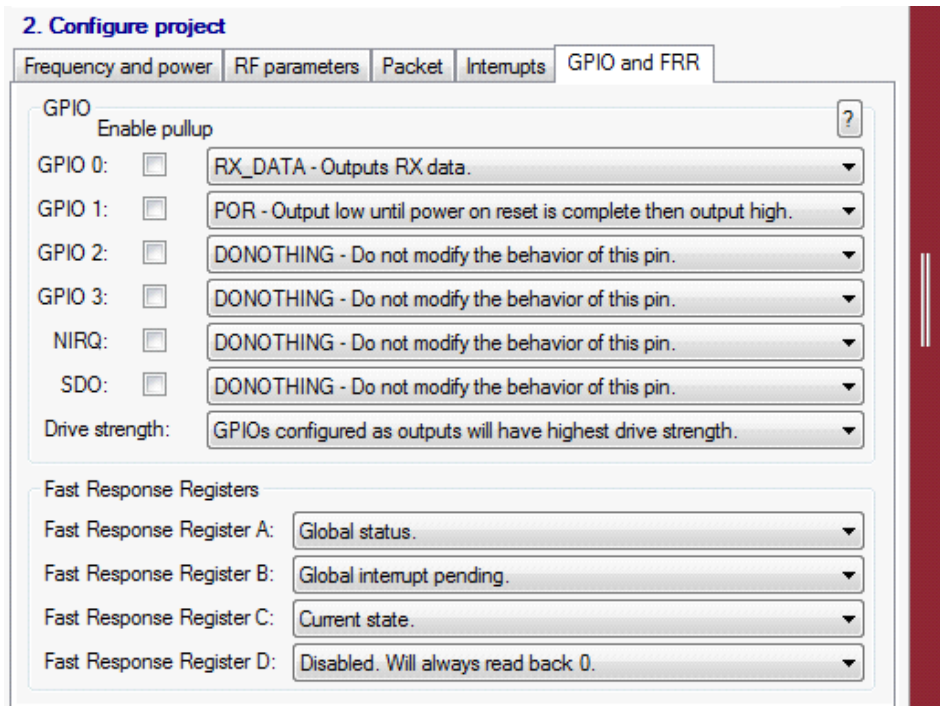 2. Configure project
Frequency and power RF parameters Packet Interrupts GPIO and FRR
GPIO
Enable pullup
?
GPIO 0: RX_DATA - Outputs RX data.
GPIO 1: POR - Output low until power on reset is complete then output high.
GPIO 2: DONOTHING - Do not modify the behavior of this pin.
GPIO 3: DONOTHING - Do not modify the behavior of this pin.
NIRQ: DONOTHING - Do not modify the behavior of this pin.
SDO: DONOTHING - Do not modify the behavior of this pin.
Drive strength: GPIOs configured as outputs will have highest drive strength.
Fast Response Registers
Fast Response Register A: Global status.
Fast Response Register B: Global interrupt pending.
Fast Response Register C: Current state.
Fast Response Register D: Disabled. Will always read back 0.